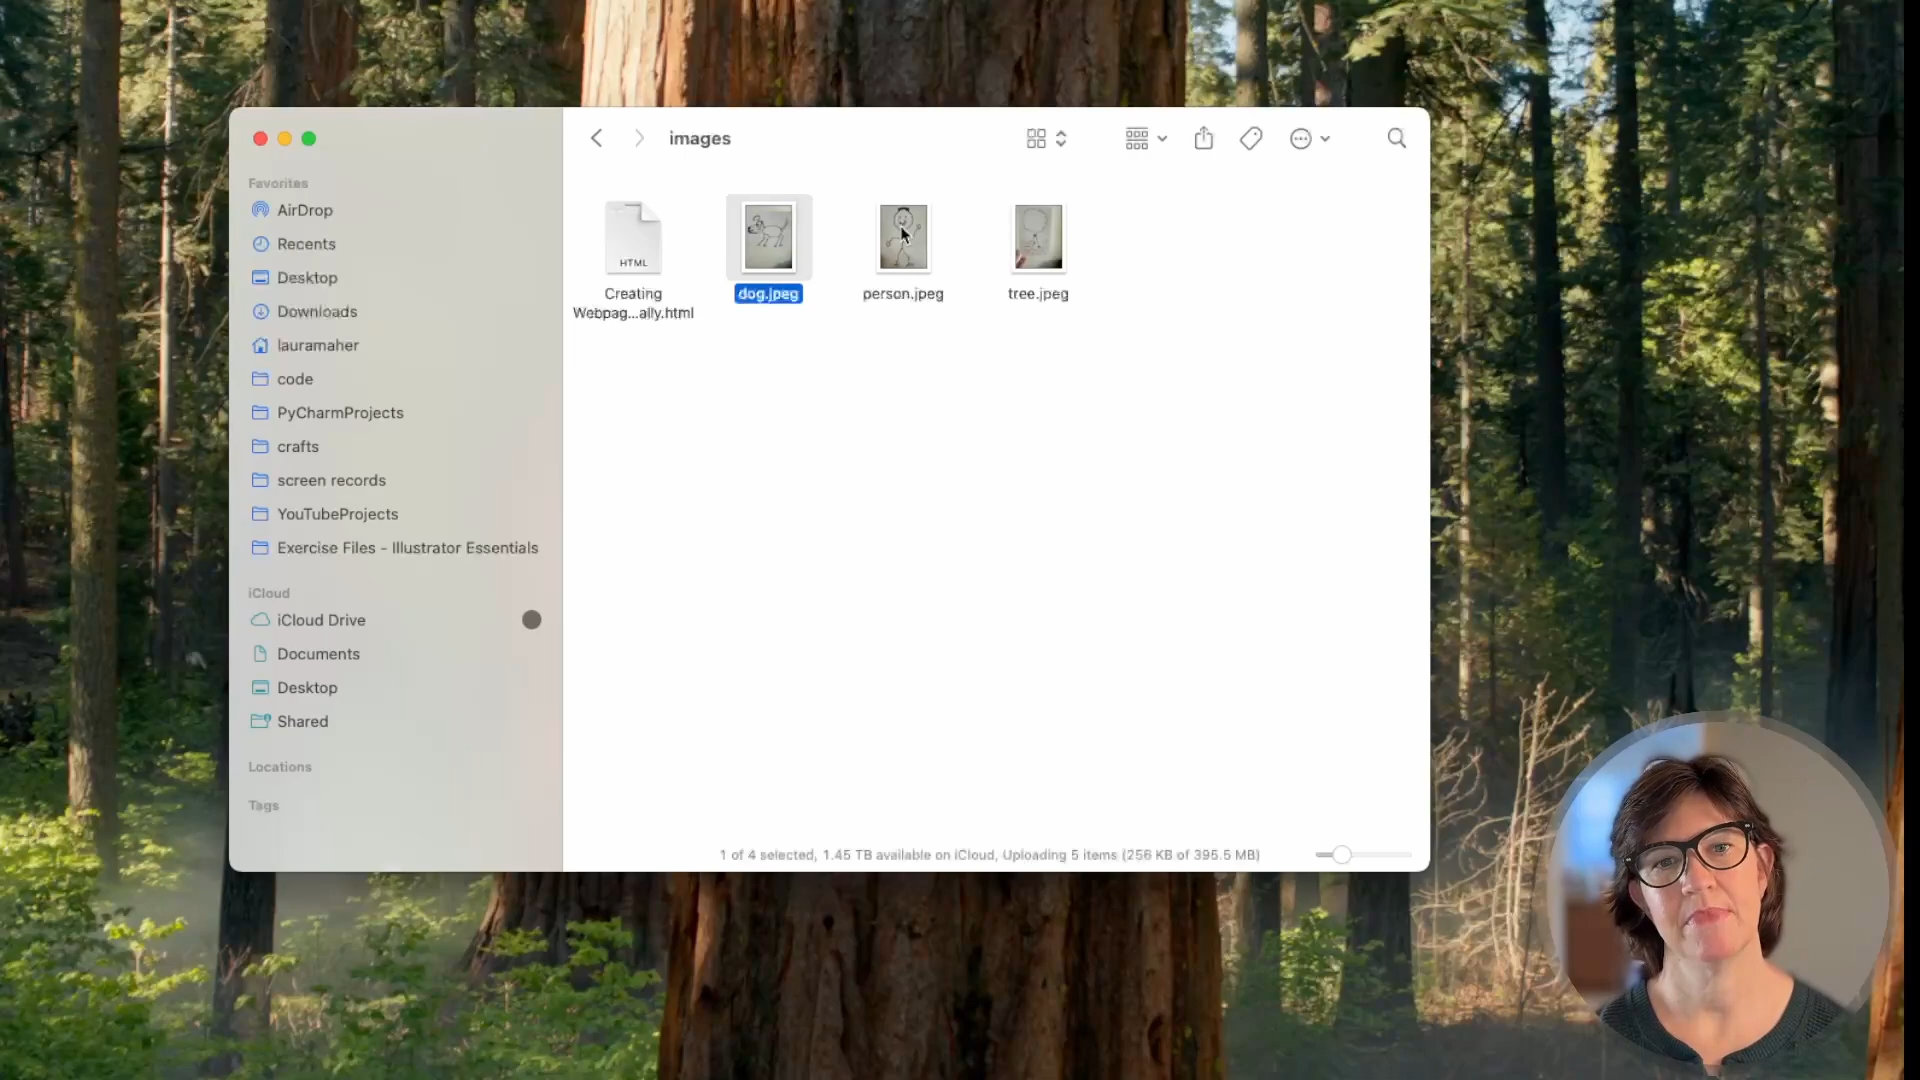 images
Favorites
AirDrop
Recents
Desktop
Downloads
lauramaher
code
PyCharmProjects
crafts
screen records
YouTubeProjects
Exercise Files - Illustrator Essentials
iCloud
iCloud Drive
Documents
Desktop
Shared
Locations
Tags
HTML
Creating
Webpag...ally.html
dog.jpeg
person.jpeg
tree.jpeg
1 of 4 selected, 1.45 TB available on iCloud, Uploading 5 items (256 KB of 395.5 MB)